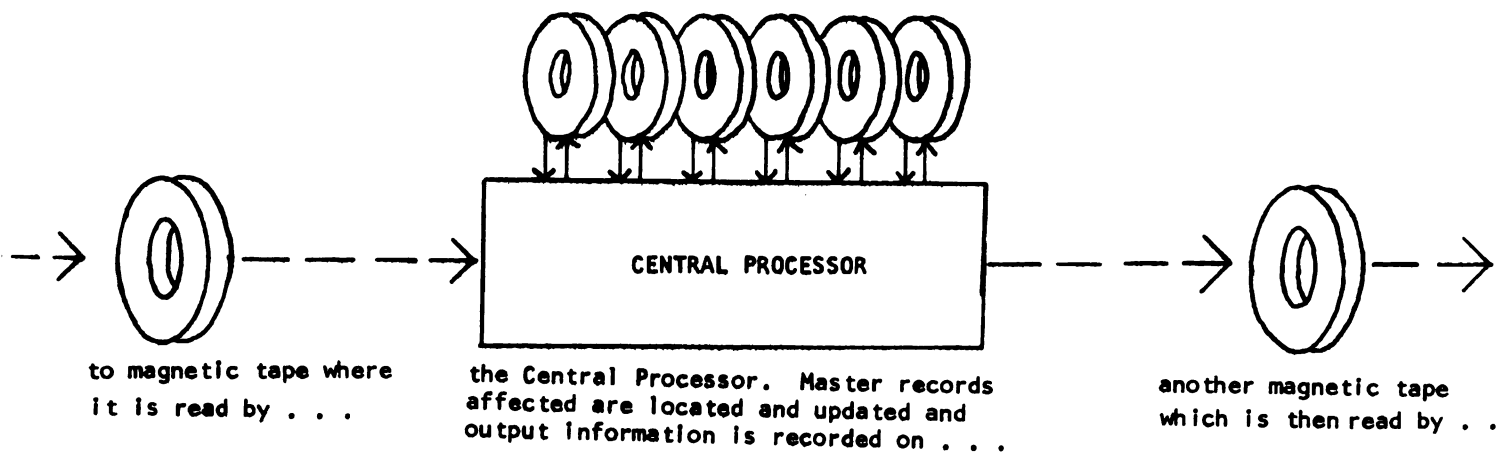 CENTRAL PROCESSOR
to magnetic tape where
it is read by . . .
the Central Processor. Master records
affected are located and updated and
output information is recorded on . . .
another magnetic tape
which is then read by . .